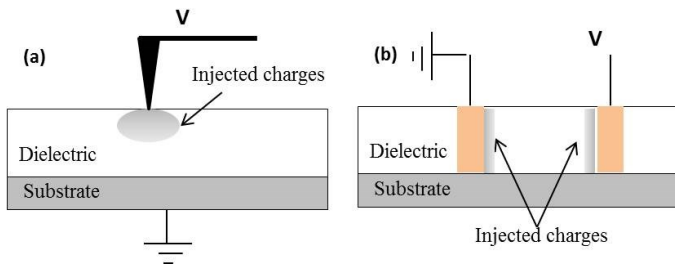 V
(a)
Injected charges
Dielectric
Substrate
(b)
V
Dielectric
Substrate
Injected charges